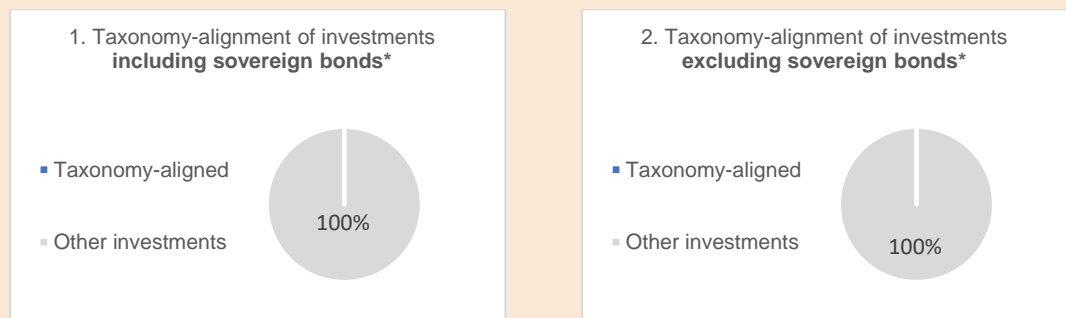 1. Taxonomy-alignment of investments
including sovereign bonds*
Taxonomy-aligned
Other investments
100%
2. Taxonomy-alignment of investments
excluding sovereign bonds*
Taxonomy-aligned
Other investments
100%